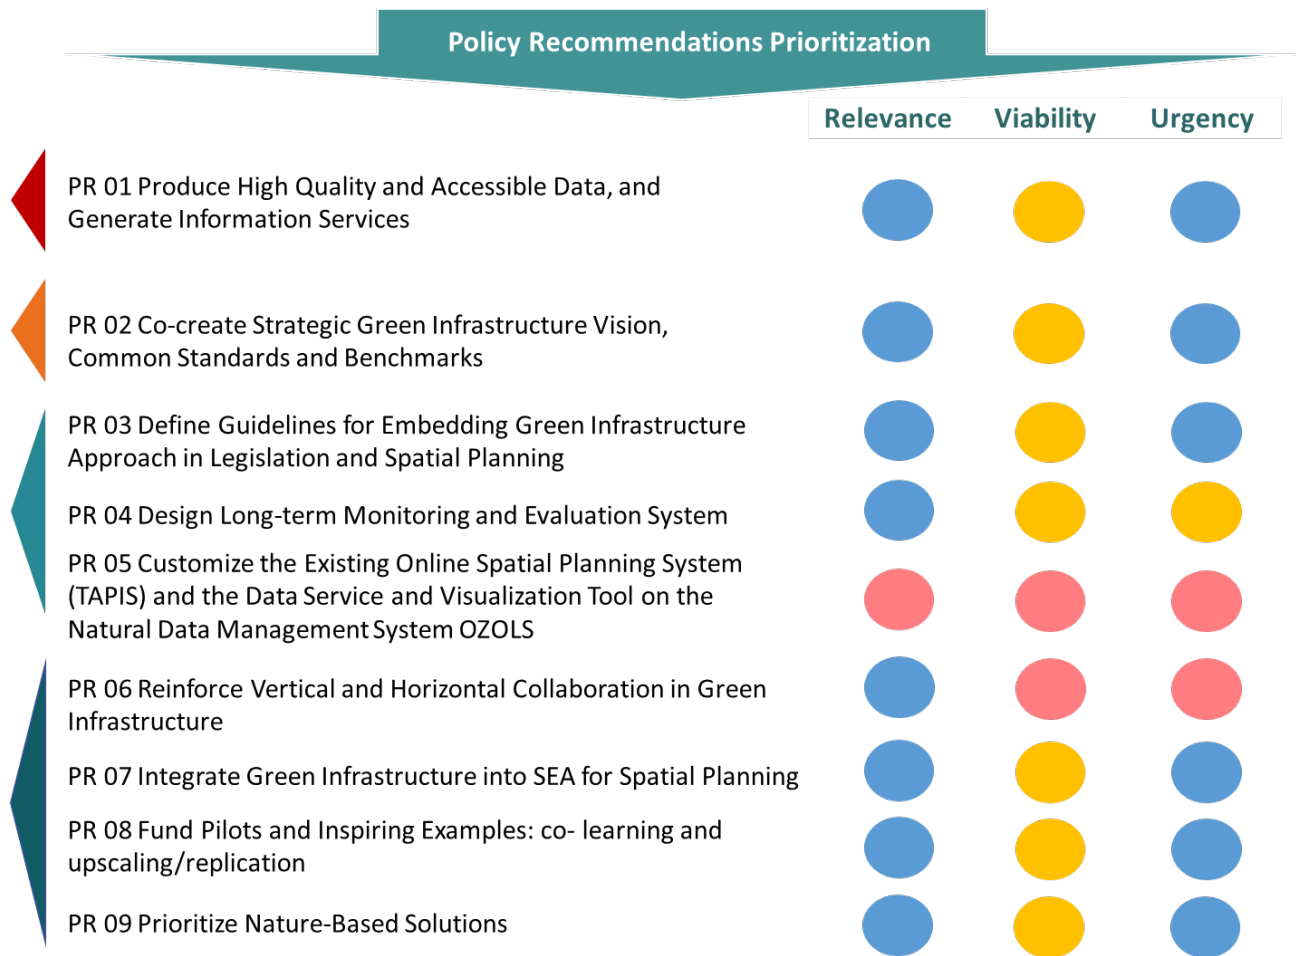 Policy Recommendations Prioritization
Relevance Viability Urgency
PR 01 Produce High Quality and Accessible Data, and
Generate Information Services
PR 02 Co-create Strategic Green Infrastructure Vision,
Common Standards and Benchmarks
PR 03 Define Guidelines for Embedding Green Infrastructure
Approach in Legislation and Spatial Planning
PR 04 Design Long-term Monitoring and Evaluation System
PR 05 Customize the Existing Online Spatial Planning System
(TAPIS) and the Data Service and Visualization Tool on the
Natural Data Management System OZOLS
PR 06 Reinforce Vertical and Horizontal Collaboration in Green
Infrastructure
PR 07 Integrate Green Infrastructure into SEA for Spatial Planning
PR 08 Fund Pilots and Inspiring Examples: co- learning and
upscaling/replication
PR 09 Prioritize Nature-Based Solutions